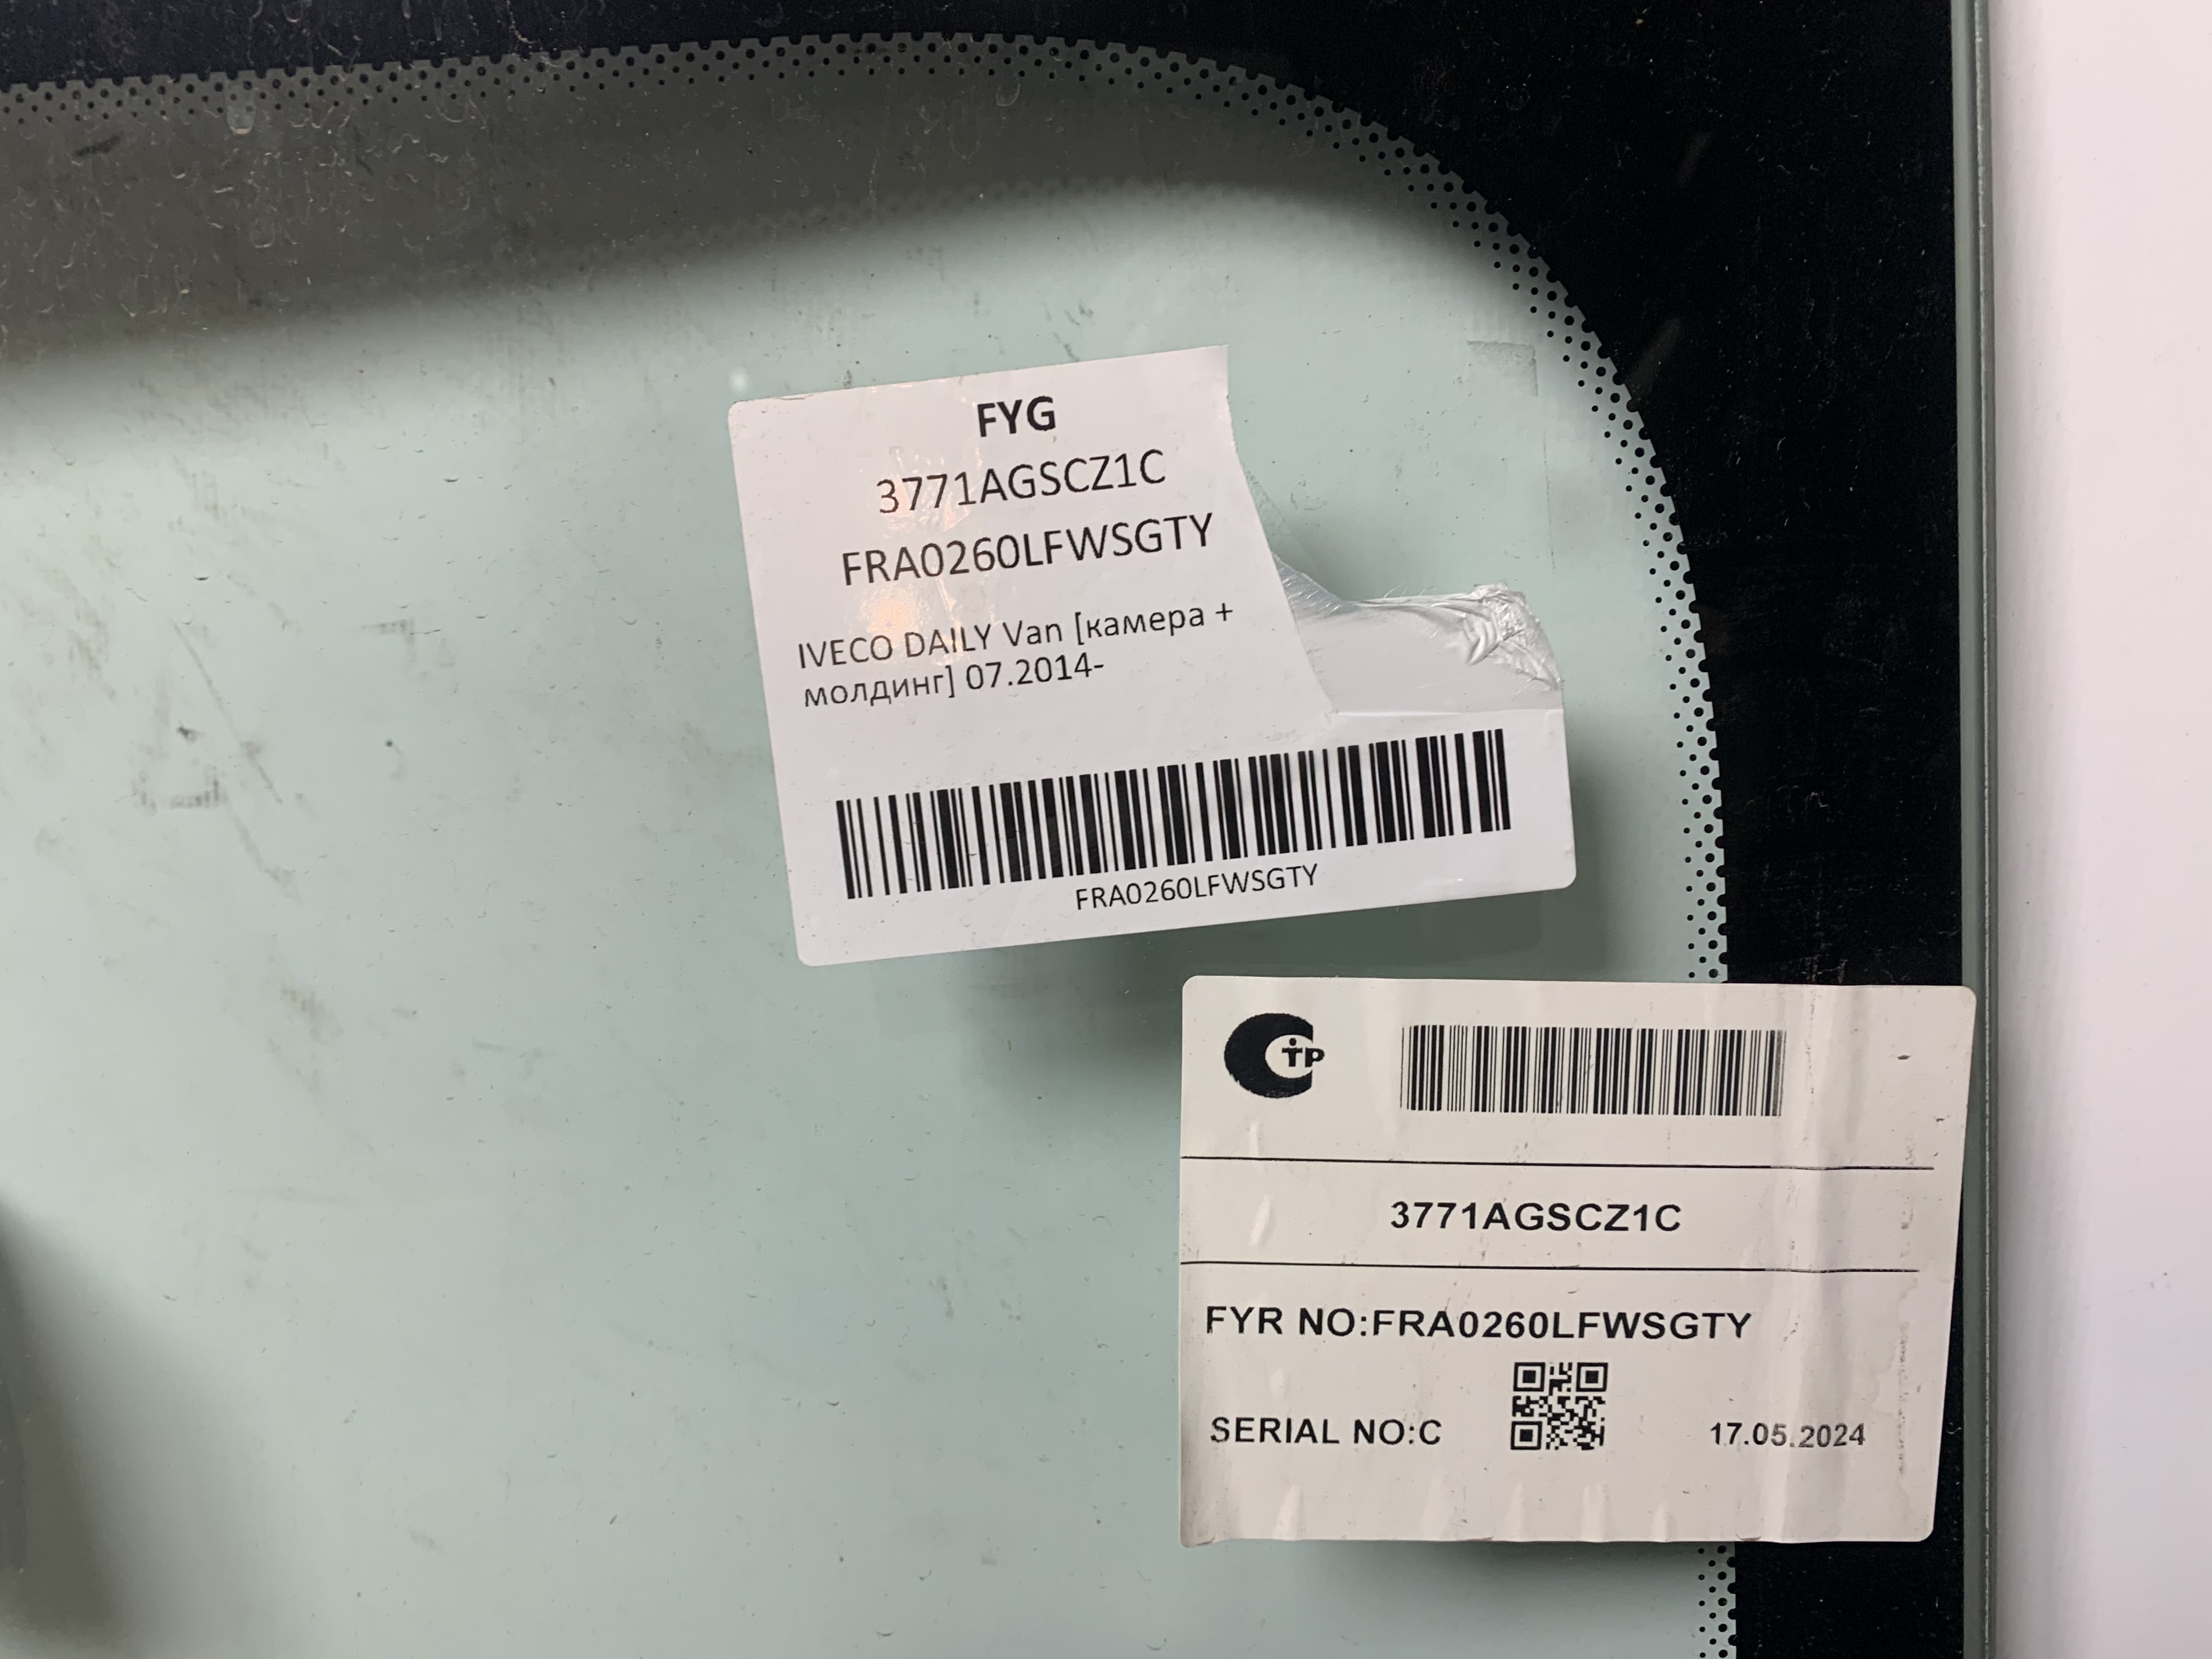 FYG
3771AGSCZ1C
FRA0260LFWSGTY
IVECO DAILY Van [камера +
молдинг] 07.2014-
FRA0260LFWSGTY
СТР
3771AGSCZ1C
FYR NO:FRA0260LFWSGTY
SERIAL NO:C
17.05.2024